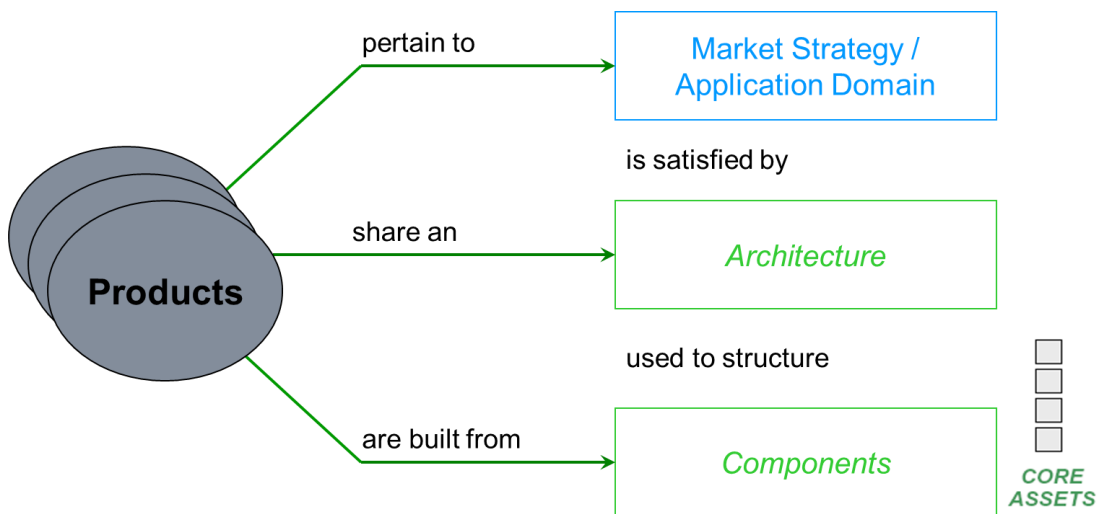 pertain to
Market Strategy /
Application Domain
is satisfied by
share an
Architecture
Products
used to structure
are built from
Components
CORE
ASSETS